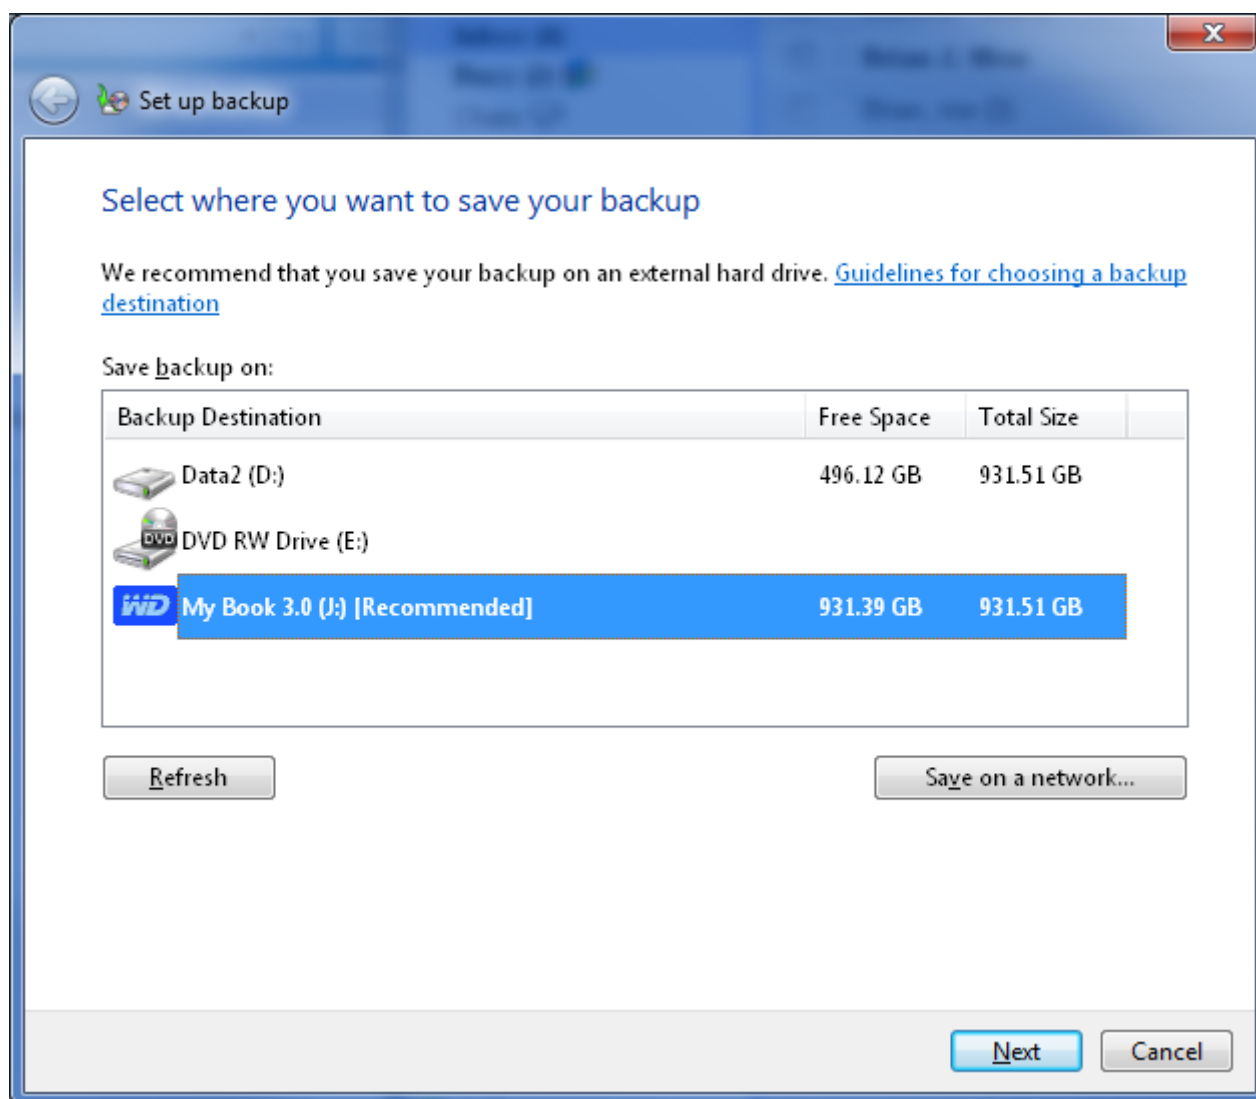 Set up backup
Select where you want to save your backup
We recommend that you save your backup on an external hard drive. Guidelines for choosing a backup
destination
Save backup on:
Backup Destination Free Space Total Size
Data2 (D:) 496.12 GB 931.51 GB
DVD DVD RW Drive (E:)
WD My Book 3.0 (J:) [Recommended] 931.39 GB 931.51 GB
Refresh Save on a network...
Next Cancel